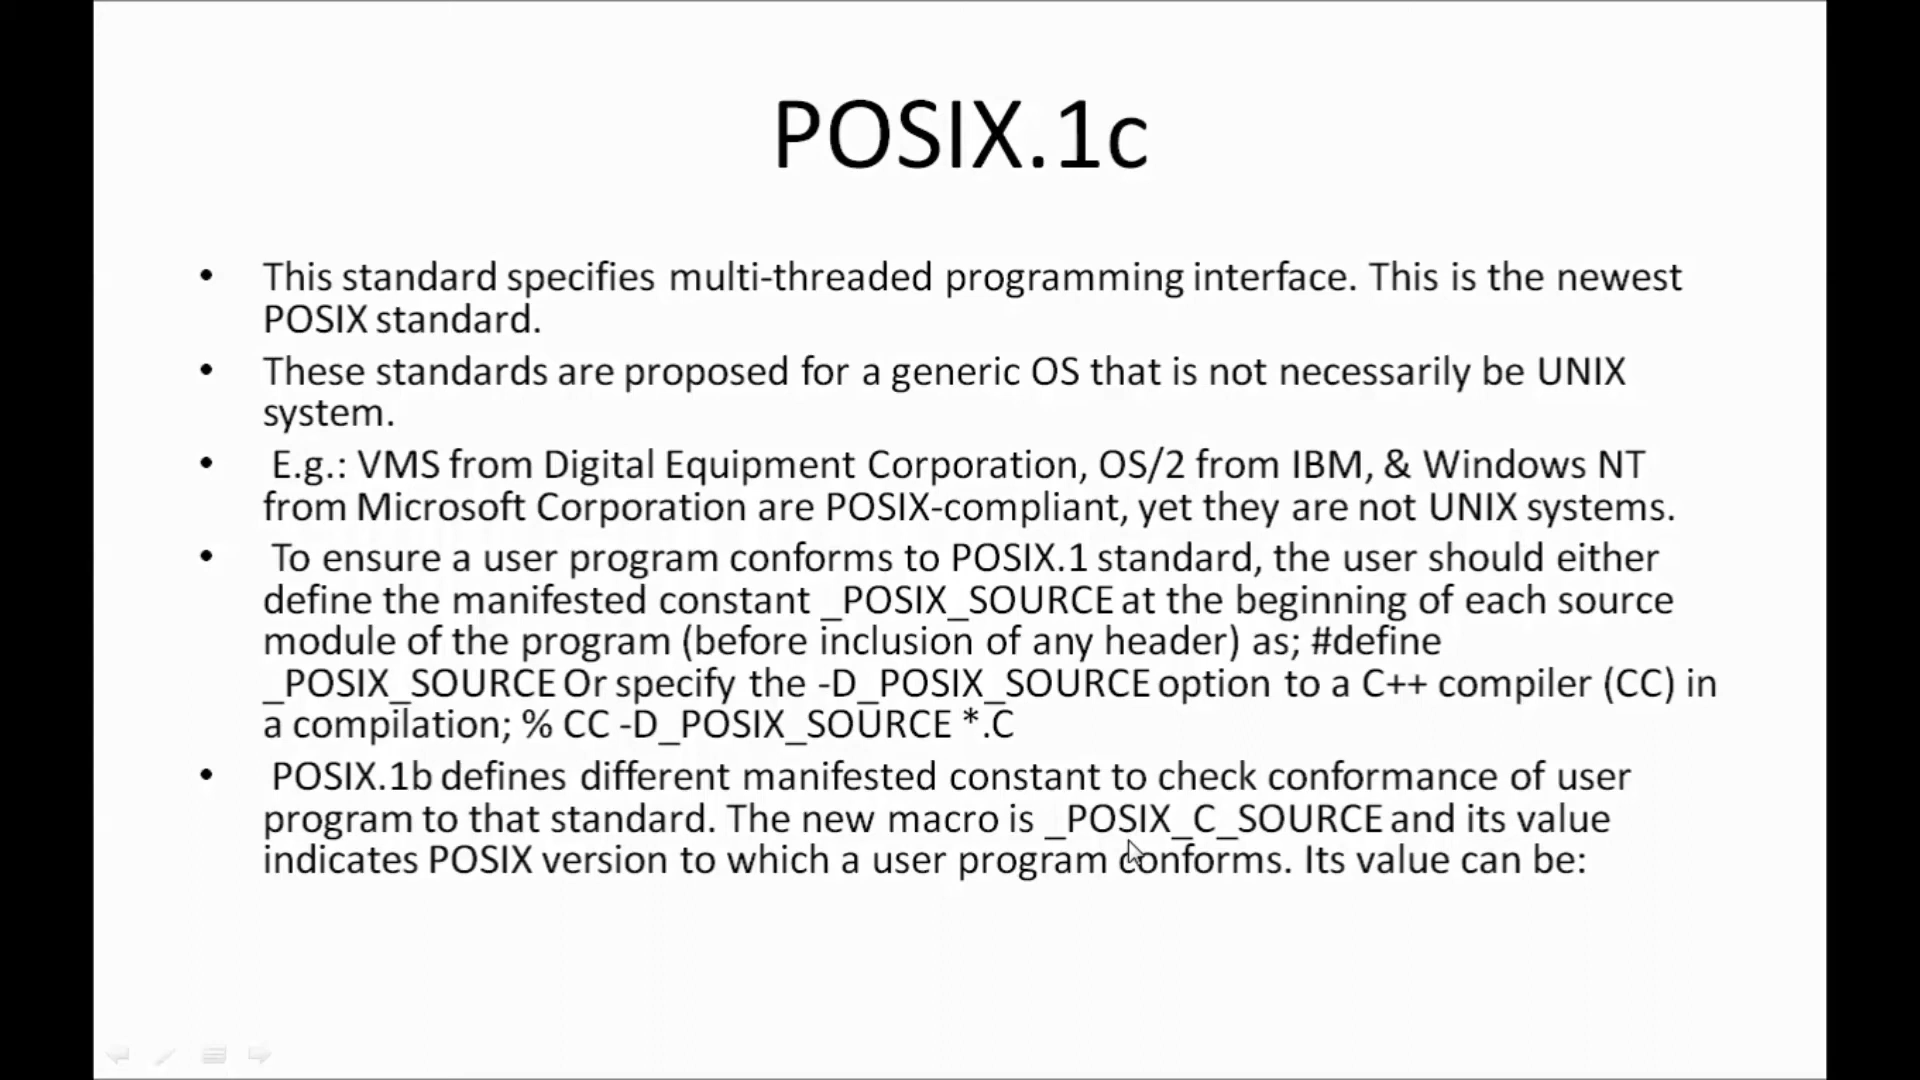 POSIX.1c
• This standard specifies multi-threaded programming interface. This is the newest
POSIX standard.
• These standards are proposed for a generic OS that is not necessarily be UNIX
system.
• E.g.: VMS from Digital Equipment Corporation, OS/2 from IBM, & Windows NT
from Microsoft Corporation are POSIX-compliant, yet they are not UNIX systems.
• To ensure a user program conforms to POSIX.1 standard, the user should either
define the manifested constant _POSIX_SOURCE at the beginning of each source
module of the program (before inclusion of any header) as; #define
_POSIX_SOURCE Or specify the -D_POSIX_SOURCE option to a C++ compiler (CC) in
a compilation; % CC -D_POSIX_SOURCE *.C
• POSIX.1b defines different manifested constant to check conformance of user
program to that standard. The new macro is _POSIX_C_SOURCE and its value
indicates POSIX version to which a user program conforms. Its value can be: